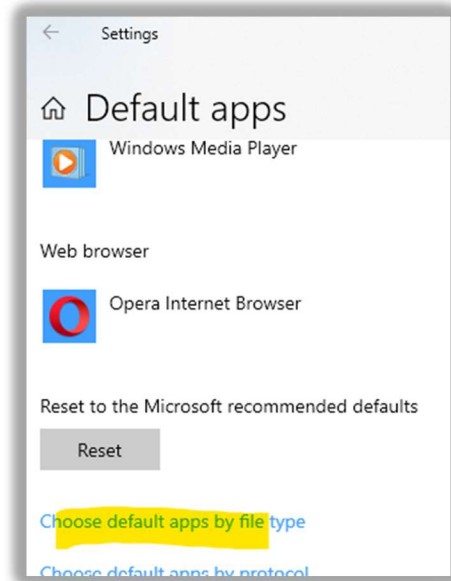 Settings
Default apps
Windows Media Player
Web browser
Opera Internet Browser
Reset to the Microsoft recommended defaults
Reset
Choose default apps by file type
Choose default apps by protocol